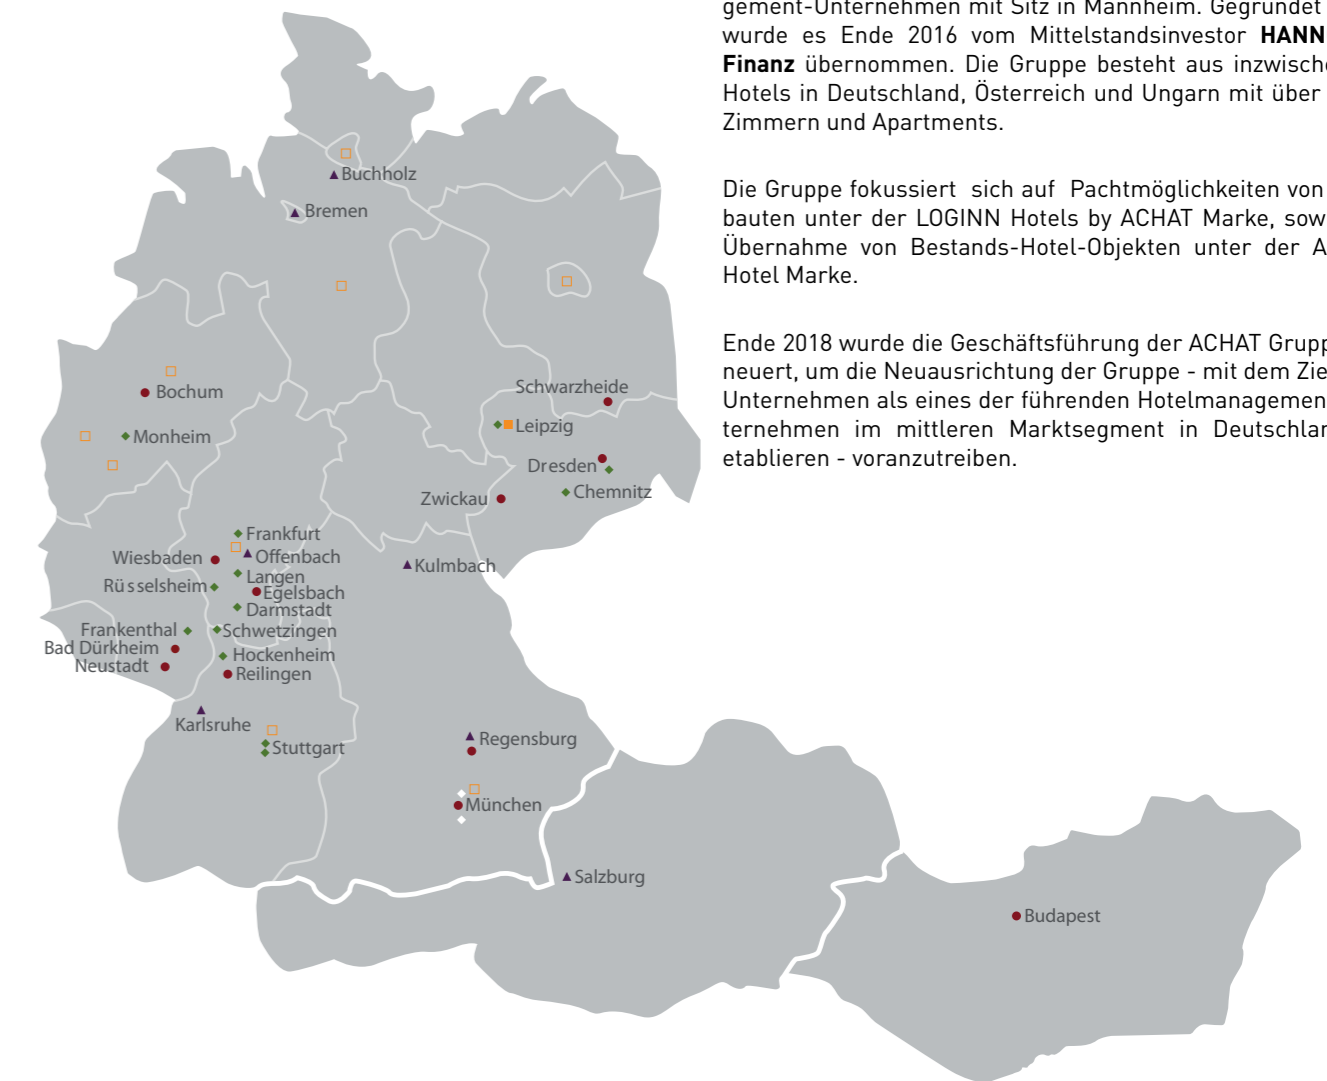 gement-Unternehmen mit Sitz in Mannheim. Gegründet
wurde es Ende 2016 vom Mittelstandsinvestor HANN
Finanz übernommen. Die Gruppe besteht aus inzwische
Hotels in Deutschland, Österreich und Ungarn mit über
Zimmern und Apartments.
Die Gruppe fokussiert sich auf Pachtmöglichkeiten von
bauten unter der LOGINN Hotels by ACHAT Marke, sow
Übernahme von Bestands-Hotel-Objekten unter der A
Hotel Marke.
Ende 2018 wurde die Geschäftsführung der ACHAT Grupp
neuert, um die Neuausrichtung der Gruppe - mit dem Zie
Unternehmen als eines der führenden Hotelmanagemen
ternehmen im mittleren Marktsegment in Deutschlan
etablieren - voranzutreiben.
Buchholz
Bremen
Bochum
Schwarzheide
Monheim
Leipzig
Dresden
Zwickau
Chemnitz
Frankfurt
Wiesbaden
Offenbach
Kulmbach
Langen
Rüsselsheim
Egelsbach
Darmstadt
Frankenthal
Schwetzingen
Bad Dürkheim
Hockenheim
Neustadt
Reilingen
Karlsruhe
Stuttgart
Regensburg
München
Salzburg
Budapest